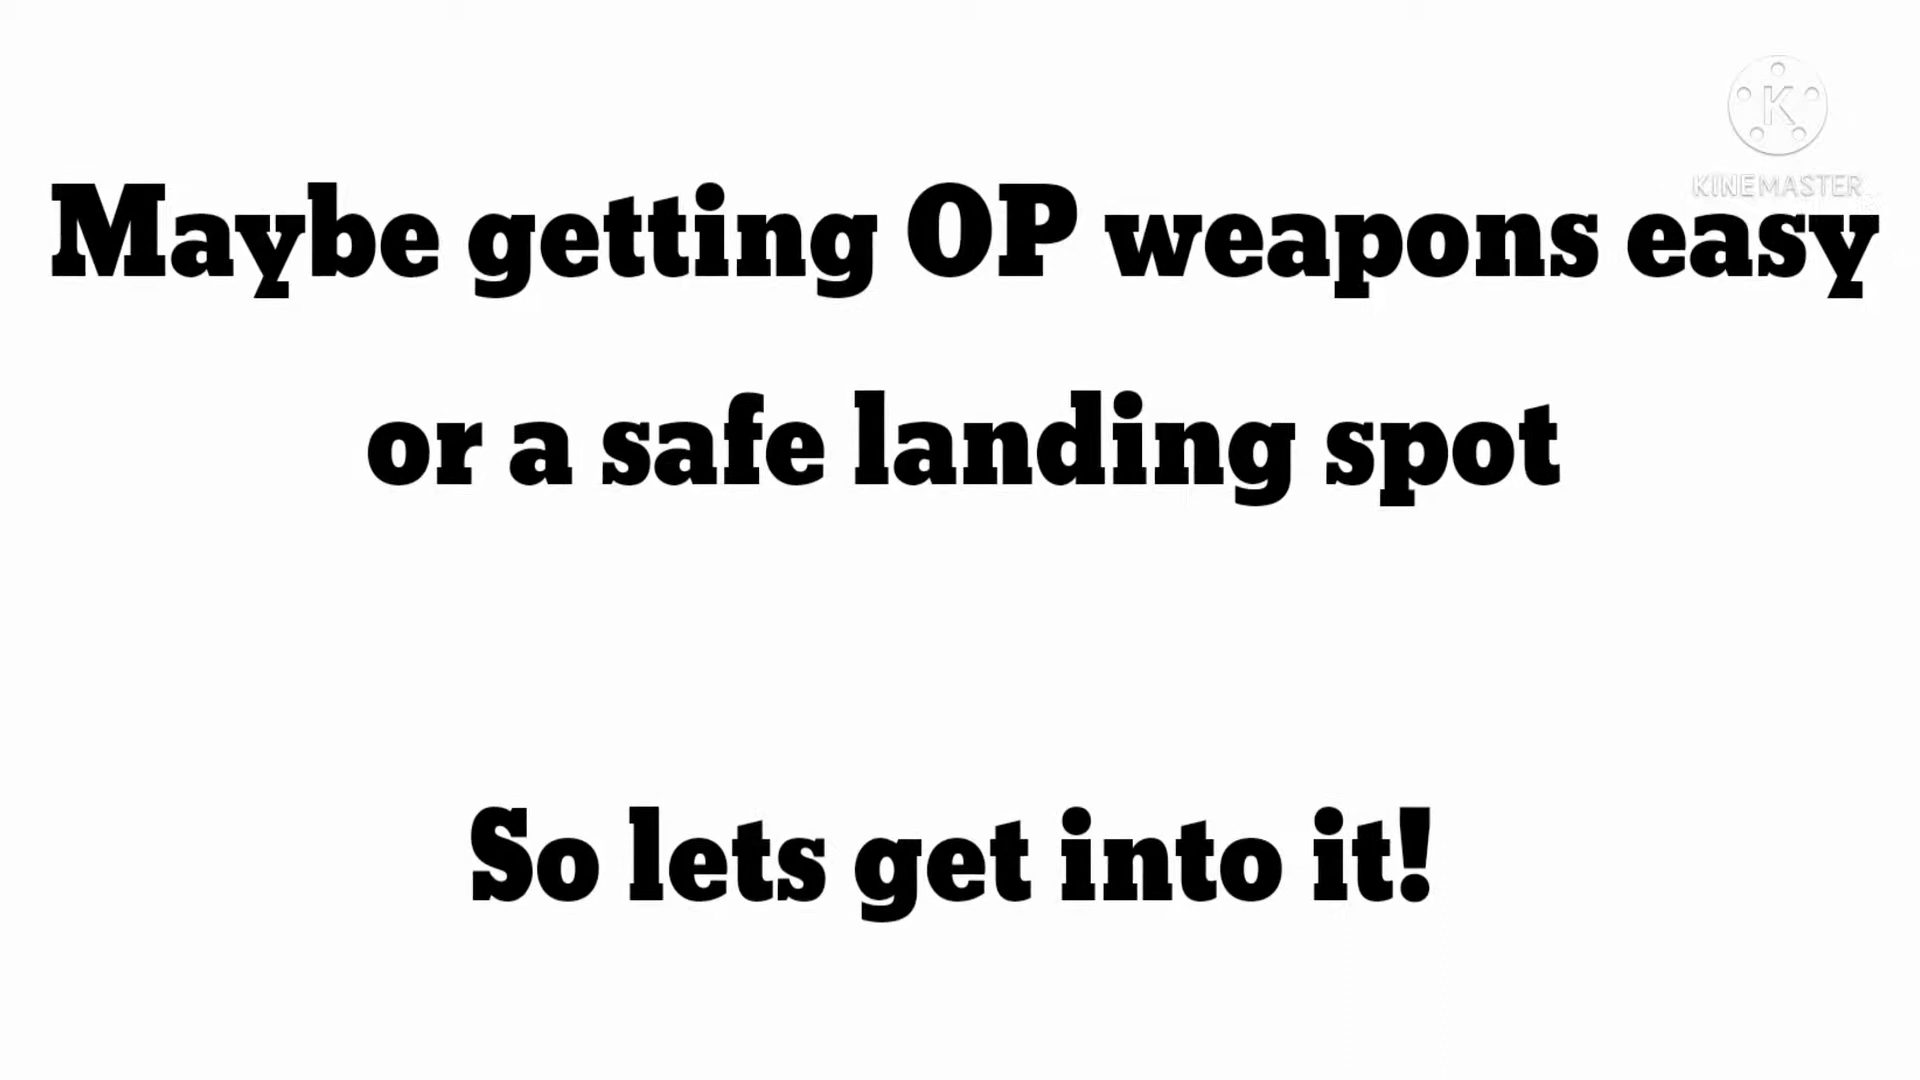 K
KINEMASTER
Maybe getting OP weapons easy
or a safe landing spot
So lets get into it!